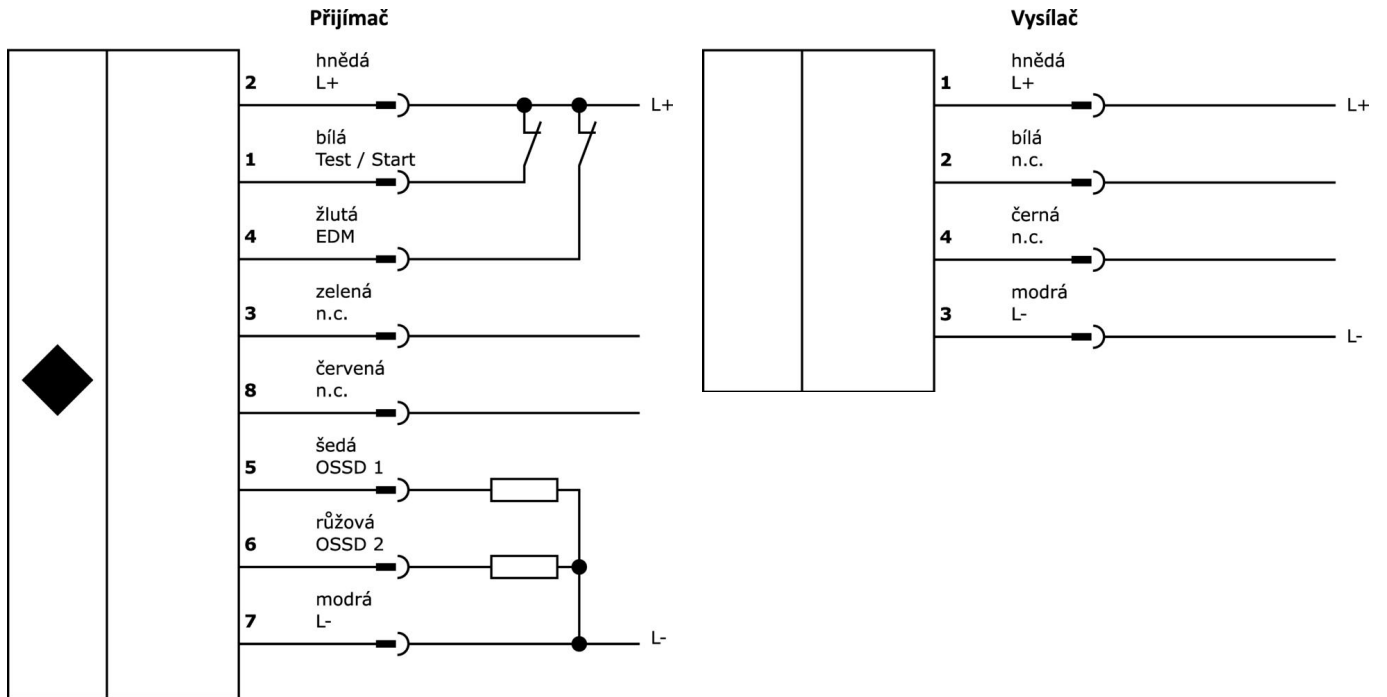 Přijímač
hnědá
2 L+
L+
bílá
1 Test / Start
žlutá
4 EDM
zelená
3 n.c.
červená
8 n.c.
šedá
5 OSSD 1
růžová
6 OSSD 2
modrá
7 L-
L-
Vysílač
hnědá
1 L+
L+
bílá
2 n.c.
černá
4 n.c.
modrá
3 L-
L-